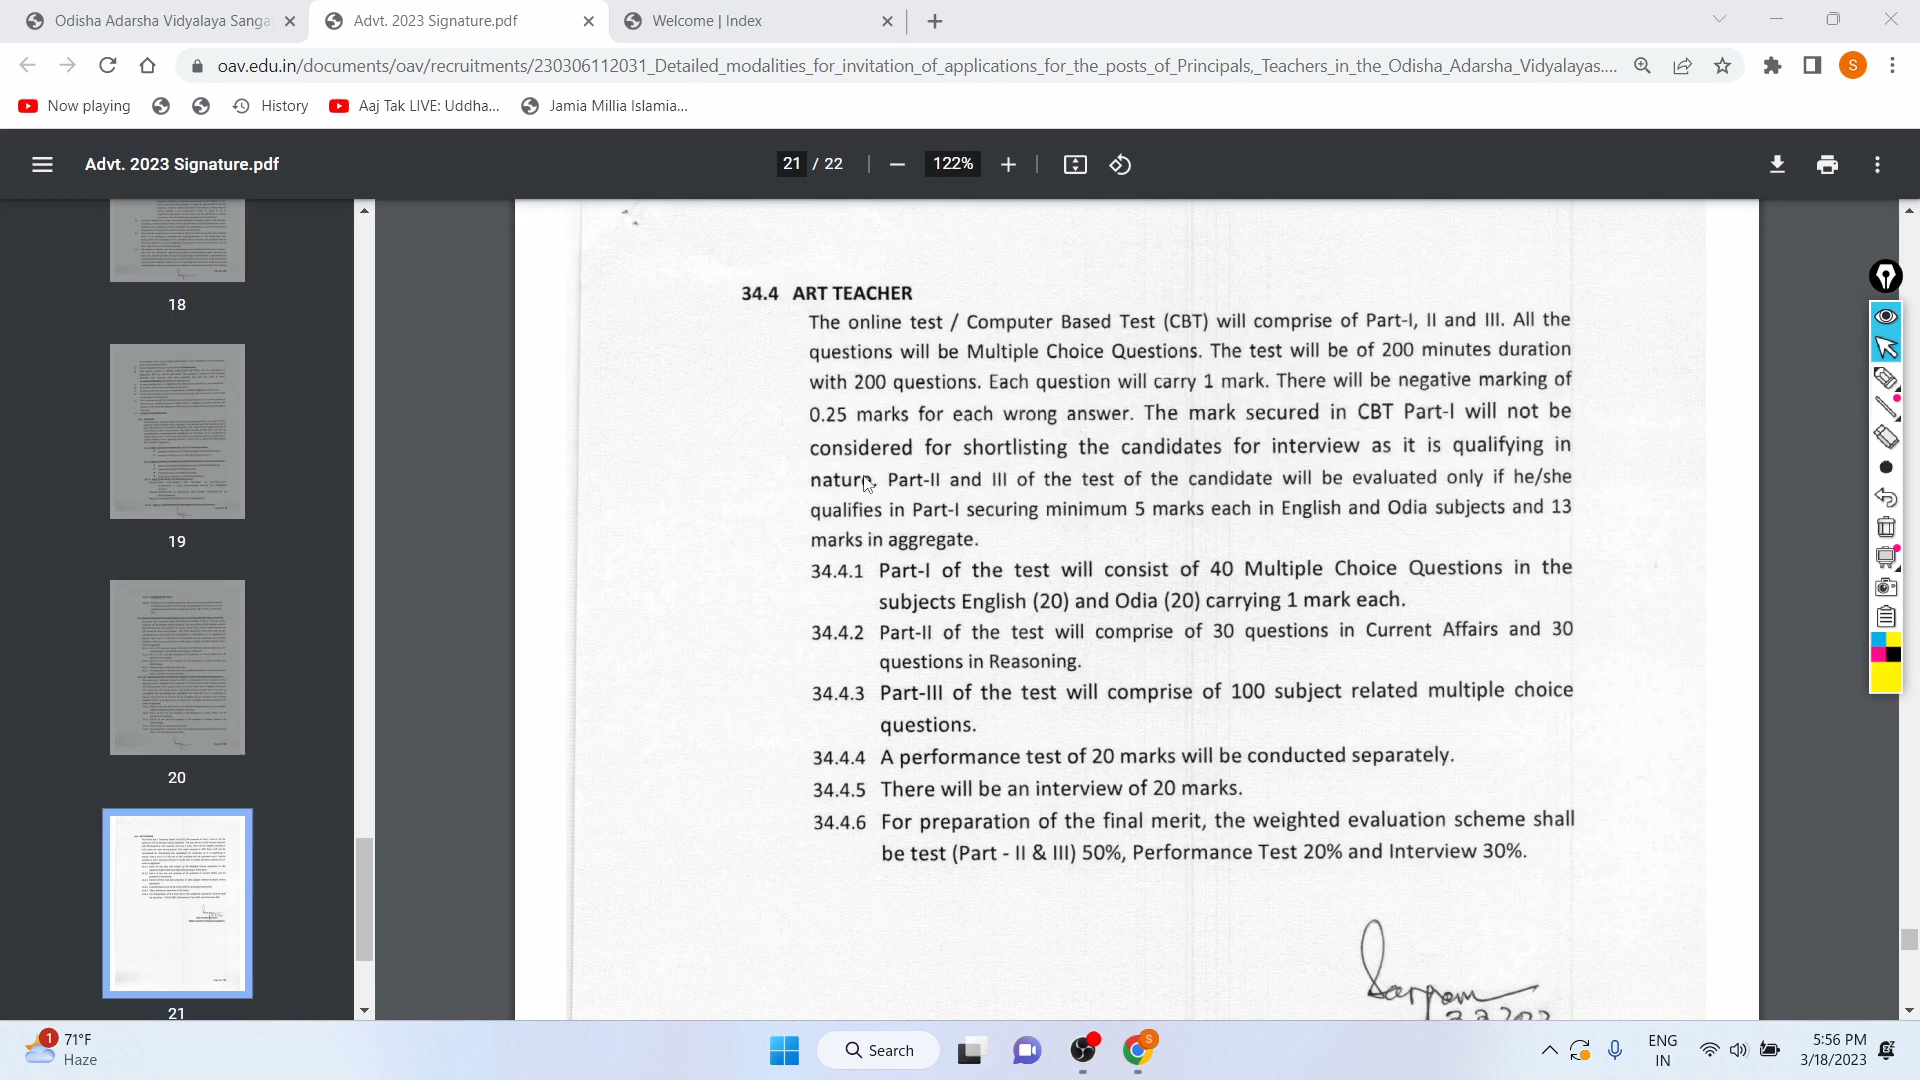 Odisha Adarsha Vidyalaya Sanga
Advt. 2023 Signature.pdf
Welcome | Index
oav.edu.in/documents/oav/recruitments/230306112031_Detailed_modalities_for_invitation_of_applications_for_the_posts_of_Principals,_Teachers_in_the_Odisha_Adarsha_Vidyalayas....
S
Now playing
History
Aaj Tak LIVE: Uddha...
Jamia Millia Islamia...
Advt. 2023 Signature.pdf
21 / 22
122%
18
19
20
21
34.4 ART TEACHER
The online test / Computer Based Test (CBT) will comprise of Part-I, II and III. All the
questions will be Multiple Choice Questions. The test will be of 200 minutes duration
with 200 questions. Each question will carry 1 mark. There will be negative marking of
0.25 marks for each wrong answer. The mark secured in CBT Part-I will not be
considered for shortlisting the candidates for interview as it is qualifying in
nature. Part-II and III of the test of the candidate will be evaluated only if he/she
qualifies in Part-I securing minimum 5 marks each in English and Odia subjects and 13
marks in aggregate.
34.4.1 Part-I of the test will consist of 40 Multiple Choice Questions in the
subjects English (20) and Odia (20) carrying 1 mark each.
34.4.2 Part-II of the test will comprise of 30 questions in Current Affairs and 30
questions in Reasoning.
34.4.3 Part-III of the test will comprise of 100 subject related multiple choice
questions.
34.4.4 A performance test of 20 marks will be conducted separately.
34.4.5 There will be an interview of 20 marks.
34.4.6 For preparation of the final merit, the weighted evaluation scheme shall
be test (Part - II & III) 50%, Performance Test 20% and Interview 30%.
1
71°F
Haze
Search
S
ENG
IN
5:56 PM
3/18/2023